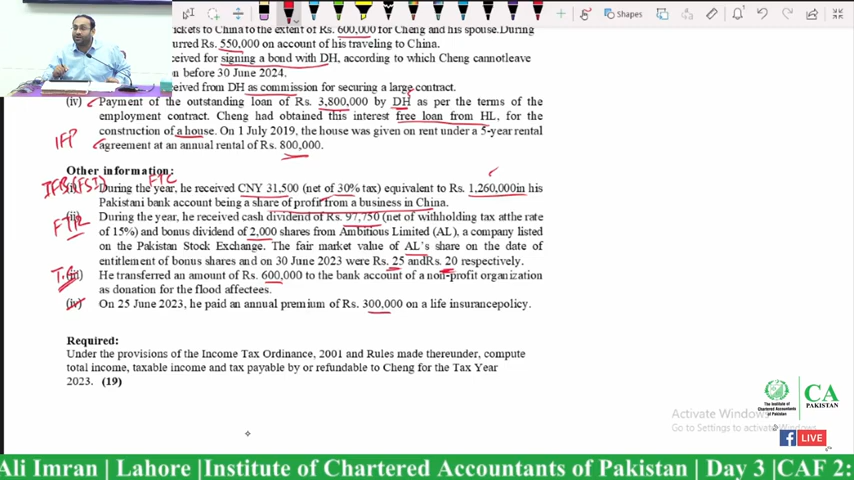 Shapes
ckets to China to the extent of Rs. 600,000 for Cheng and his spouse.During
urred Rs. 550,000 on account of his traveling to China.
ceived for signing a bond with DH, according to which Cheng cannotleave
on before 30 June 2024.
ceived from DH as commission for securing a large contract.
(iv) Payment of the outstanding loan of Rs. 3,800,000 by DH as per the terms of the
employment contract. Cheng had obtained this interest free loan from HL, for the
IFP
construction of a house. On 1 July 2019, the house was given on rent under a 5-year rental
agreement at an annual rental of Rs. 800,000.
Other information:
FTC
IFB (FSI)
During the year, he received CNY 31,500 (net of 30% tax) equivalent to Rs. 1,260,000in his
Pakistani bank account being a share of profit from a business in China.
(ii) During the year, he received cash dividend of Rs. 97,750 (net of withholding tax atthe rate
FTR
of 15%) and bonus dividend of 2,000 shares from Ambitious Limited (AL), a company listed
on the Pakistan Stock Exchange. The fair market value of AL's share on the date of
entitlement of bonus shares and on 30 June 2023 were Rs. 25 andRs. 20 respectively.
(iii) He transferred an amount of Rs. 600,000 to the bank account of a non-profit organization
as donation for the flood affectees.
(iv) On 25 June 2023, he paid an annual premium of Rs. 300,000 on a life insurancepolicy.
Required:
Under the provisions of the Income Tax Ordinance, 2001 and Rules made thereunder, compute
total income, taxable income and tax payable by or refundable to Cheng for the Tax Year
2023. (19)
The Institute of
Chartered Accountants
of Pakistan
CA
PAKISTAN
Activate Windows
Go to Settings to activate Windows.
LIVE
Ali Imran | Lahore |Institute of Chartered Accountants of Pakistan | Day 3 |CAF 2: